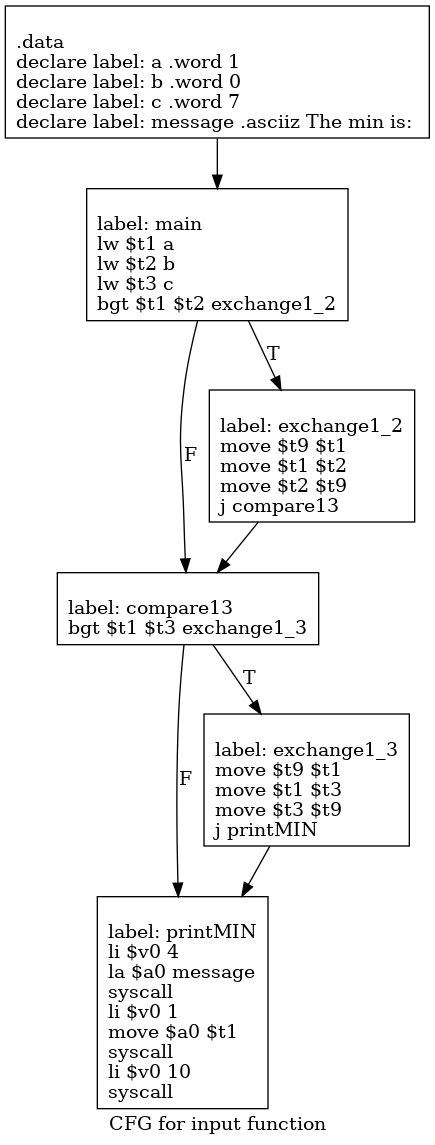 .data
declare label: a .word 1
declare label: b .word 0
declare label: c .word 7
declare label: message .asciiz The min is:
label: main
lw $t1 a
lw $t2 b
lw $t3 c
bgt $t1 $t2 exchange1_2
T
label: exchange1_2
move $t9 $t1
move $t1 $t2
move $t2 $t9
j compare13
F
label: compare13
bgt $t1 $t3 exchange1_3
T
label: exchange1_3
move $t9 $t1
move $t1 $t3
move $t3 $t9
j printMIN
F
label: printMIN
li $v0 4
la $a0 message
syscall
li $v0 1
move $a0 $t1
syscall
li $v0 10
syscall
CFG for input function